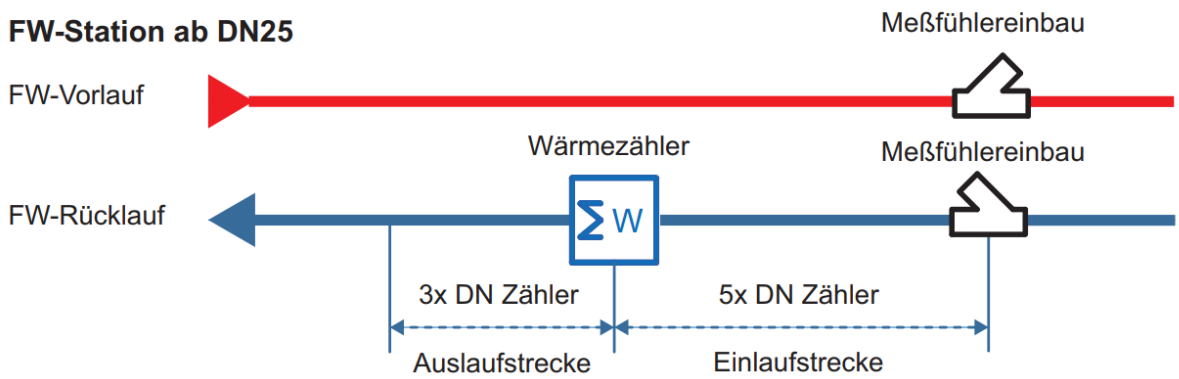 FW-Station ab DN25
Meßfühlereinbau
FW-Vorlauf
Wärmezähler
Meßfühlereinbau
FW-Rücklauf
∑ W
3x DN Zähler
5x DN Zähler
Auslaufstrecke
Einlaufstrecke